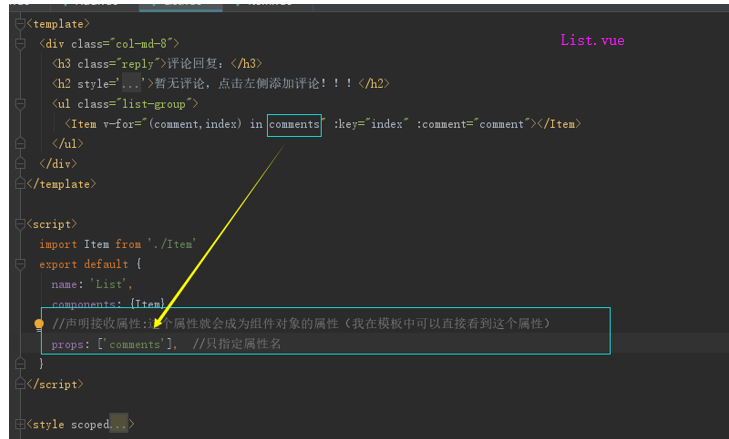 <template>
List.vue
<div class="col-md-8">
<h3 class="reply">评论回复：</h3>
<h2 style='...'>暂无评论，点击左侧添加评论！！！</h2>
<ul class="list-group">
<Item v-for="(comment,index) in comments" :key="index" :comment="comment"></Item>
</ul>
</div>
</template>
<script>
import Item from './Item'
export default {
name: 'List',
components: {Item}
//声明接收属性:这个属性就会成为组件对象的属性（我在模板中可以直接看到这个属性）
props: ['comments'],  //只指定属性名
}
</script>
<style scoped...>